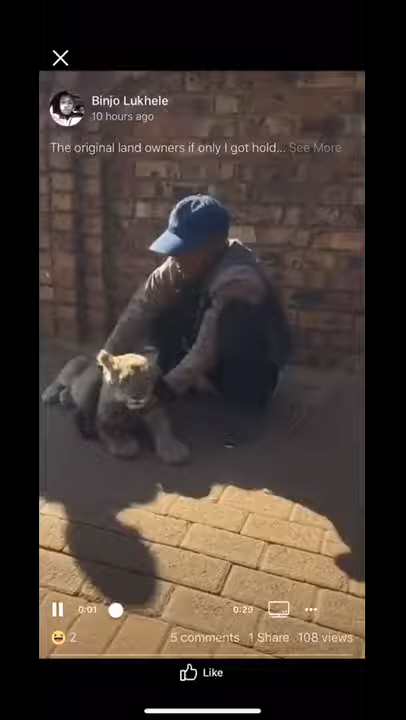 Binjo Lukhele
10 hours ago
The original land owners if only I got hold... See More
0:01
0:29
2
5 comments 1 Share 108 views
Like